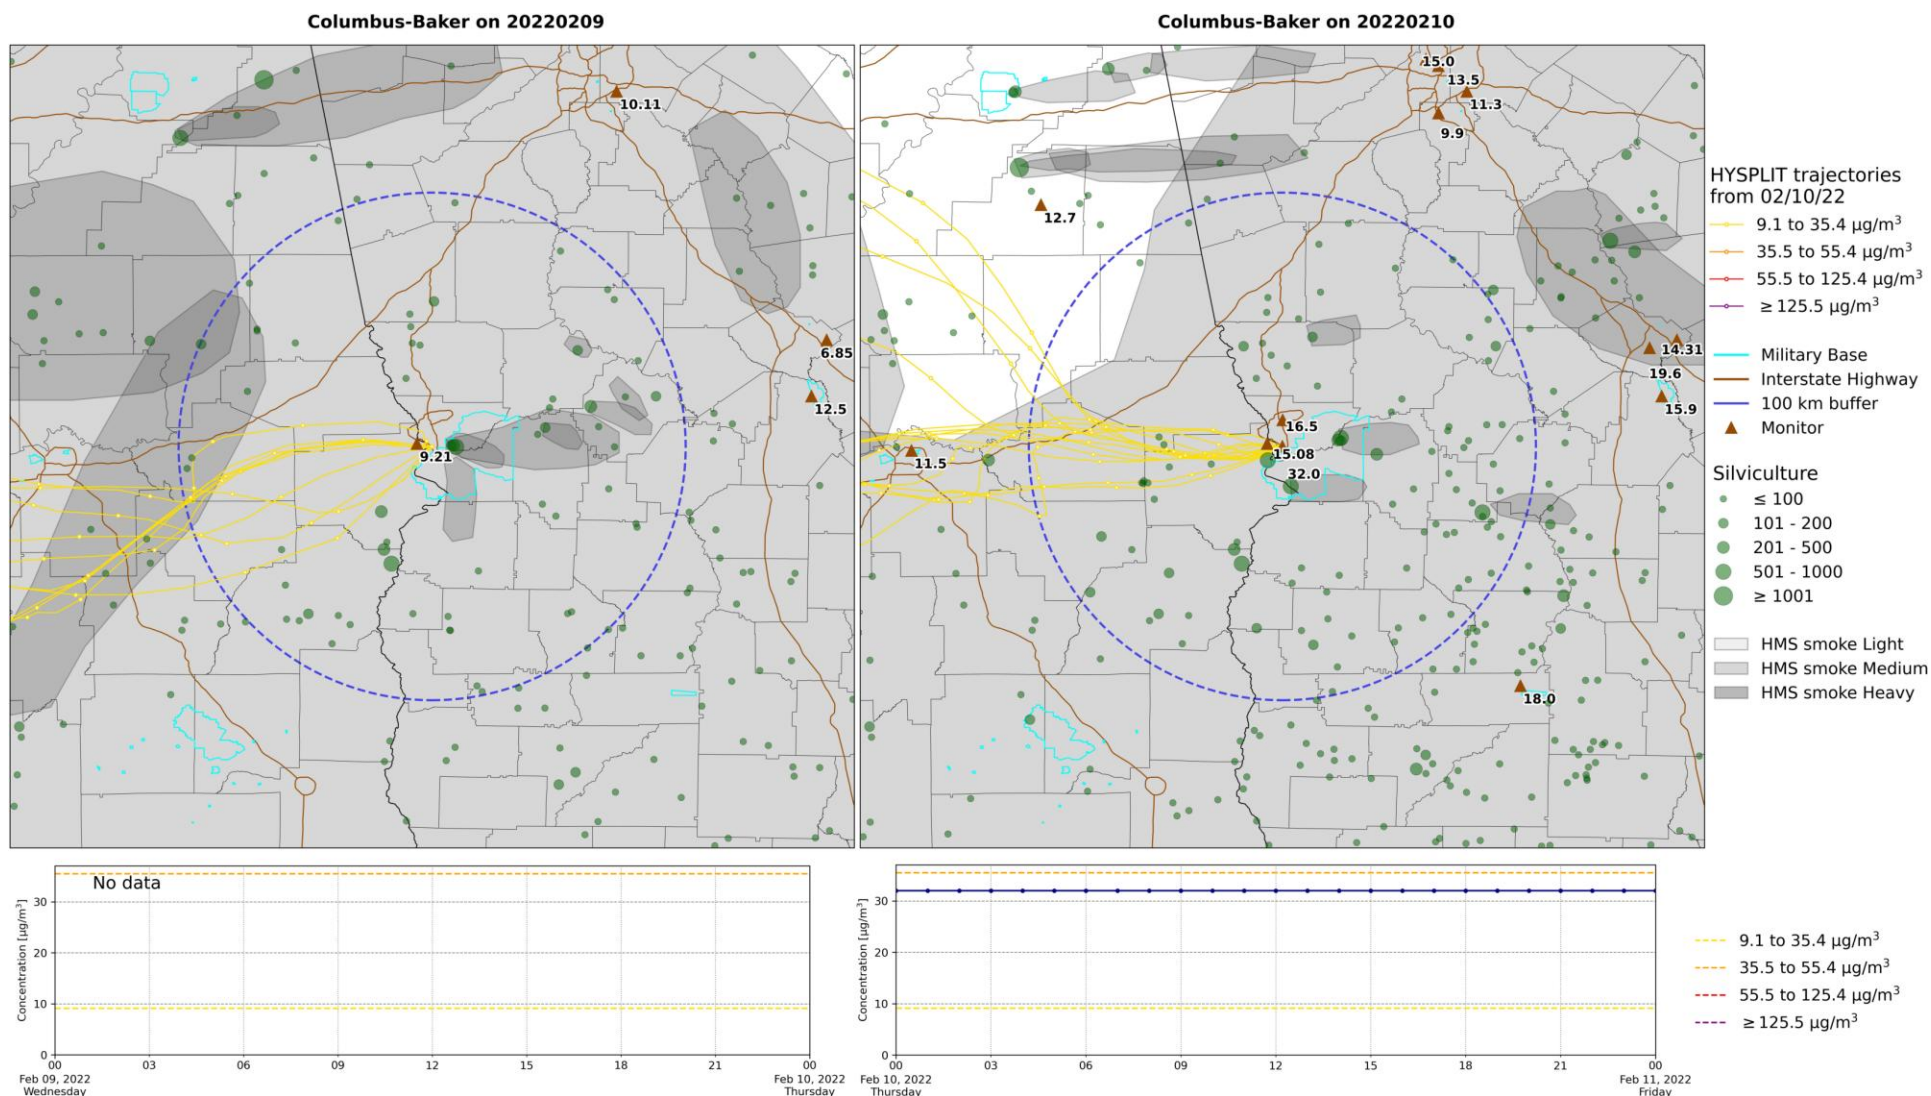 Columbus-Baker on 20220209
10.11
6.85
12.5
9.21
Columbus-Baker on 20220210
15.0
13.5
11.3
9.9
12.7
14.31
19.6
15.9
16.5
15.08
11.5
32.0
18.0
HYSPLIT trajectories
from 02/10/22
9.1 to 35.4 µg/m³
35.5 to 55.4 µg/m³
55.5 to 125.4 µg/m³
≥ 125.5 µg/m³
Military Base
Interstate Highway
100 km buffer
Monitor
Silviculture
≤ 100
101 - 200
201 - 500
501 - 1000
≥ 1001
HMS smoke Light
HMS smoke Medium
HMS smoke Heavy
No data
Concentration [µg/m³]
30
20
10
0
00
03
06
09
12
15
18
21
00
Feb 09, 2022
Wednesday
Feb 10, 2022
Thursday
Concentration [µg/m³]
30
20
10
0
00
03
06
09
12
15
18
21
00
Feb 10, 2022
Thursday
Feb 11, 2022
Friday
9.1 to 35.4 µg/m³
35.5 to 55.4 µg/m³
55.5 to 125.4 µg/m³
≥ 125.5 µg/m³